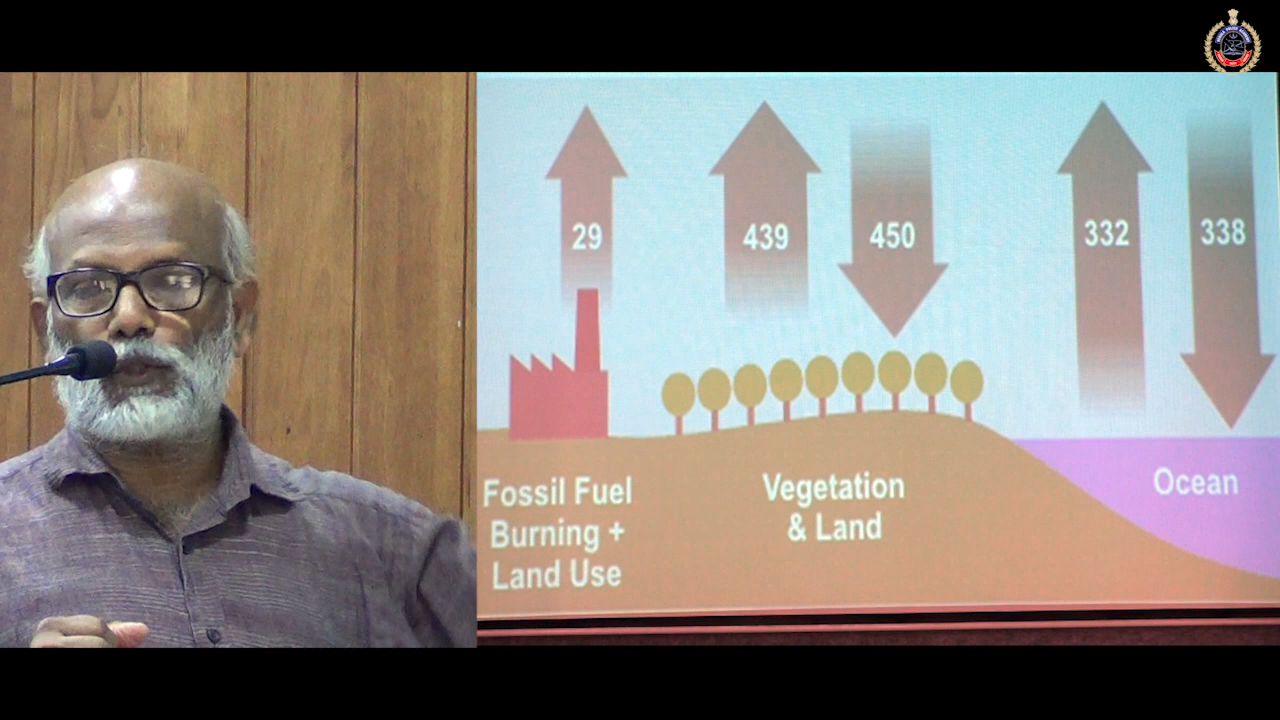 29
439
450
332
338
Fossil Fuel
Burning +
Land Use
Vegetation
& Land
Ocean